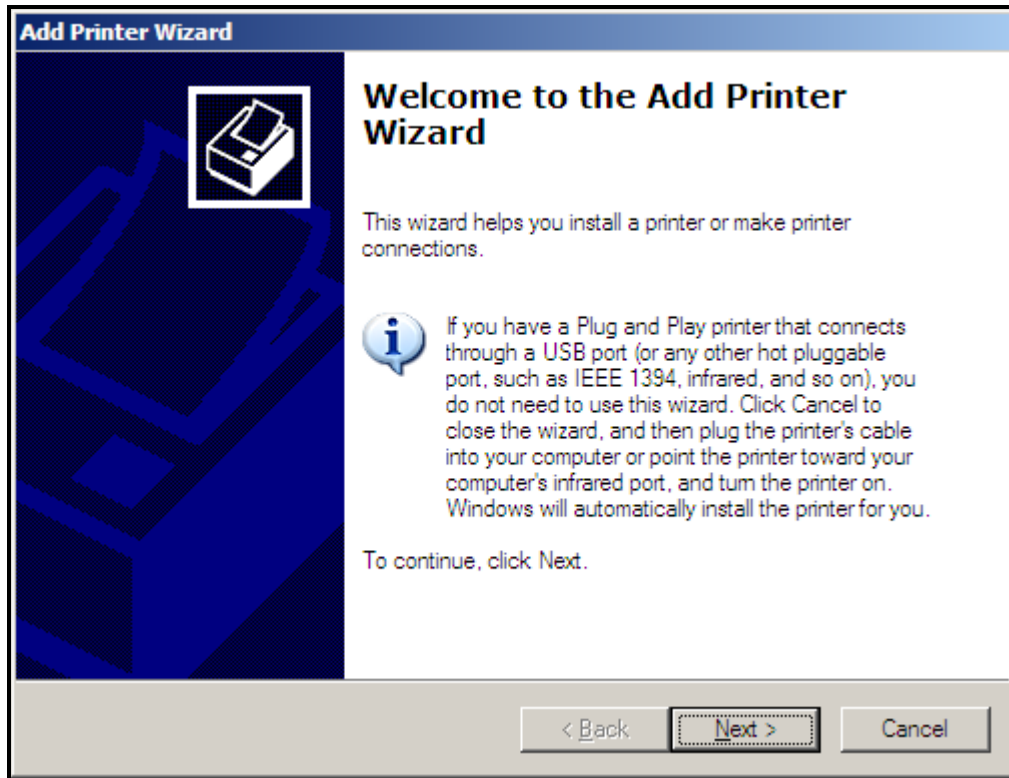 Add Printer Wizard
Welcome to the Add Printer
Wizard
This wizard helps you install a printer or make printer
connections.
If you have a Plug and Play printer that connects
through a USB port (or any other hot pluggable
port, such as IEEE 1394, infrared, and so on), you
do not need to use this wizard. Click Cancel to
close the wizard, and then plug the printer's cable
into your computer or point the printer toward your
computer's infrared port, and turn the printer on.
Windows will automatically install the printer for you.
To continue, click Next.
< Back Next > Cancel